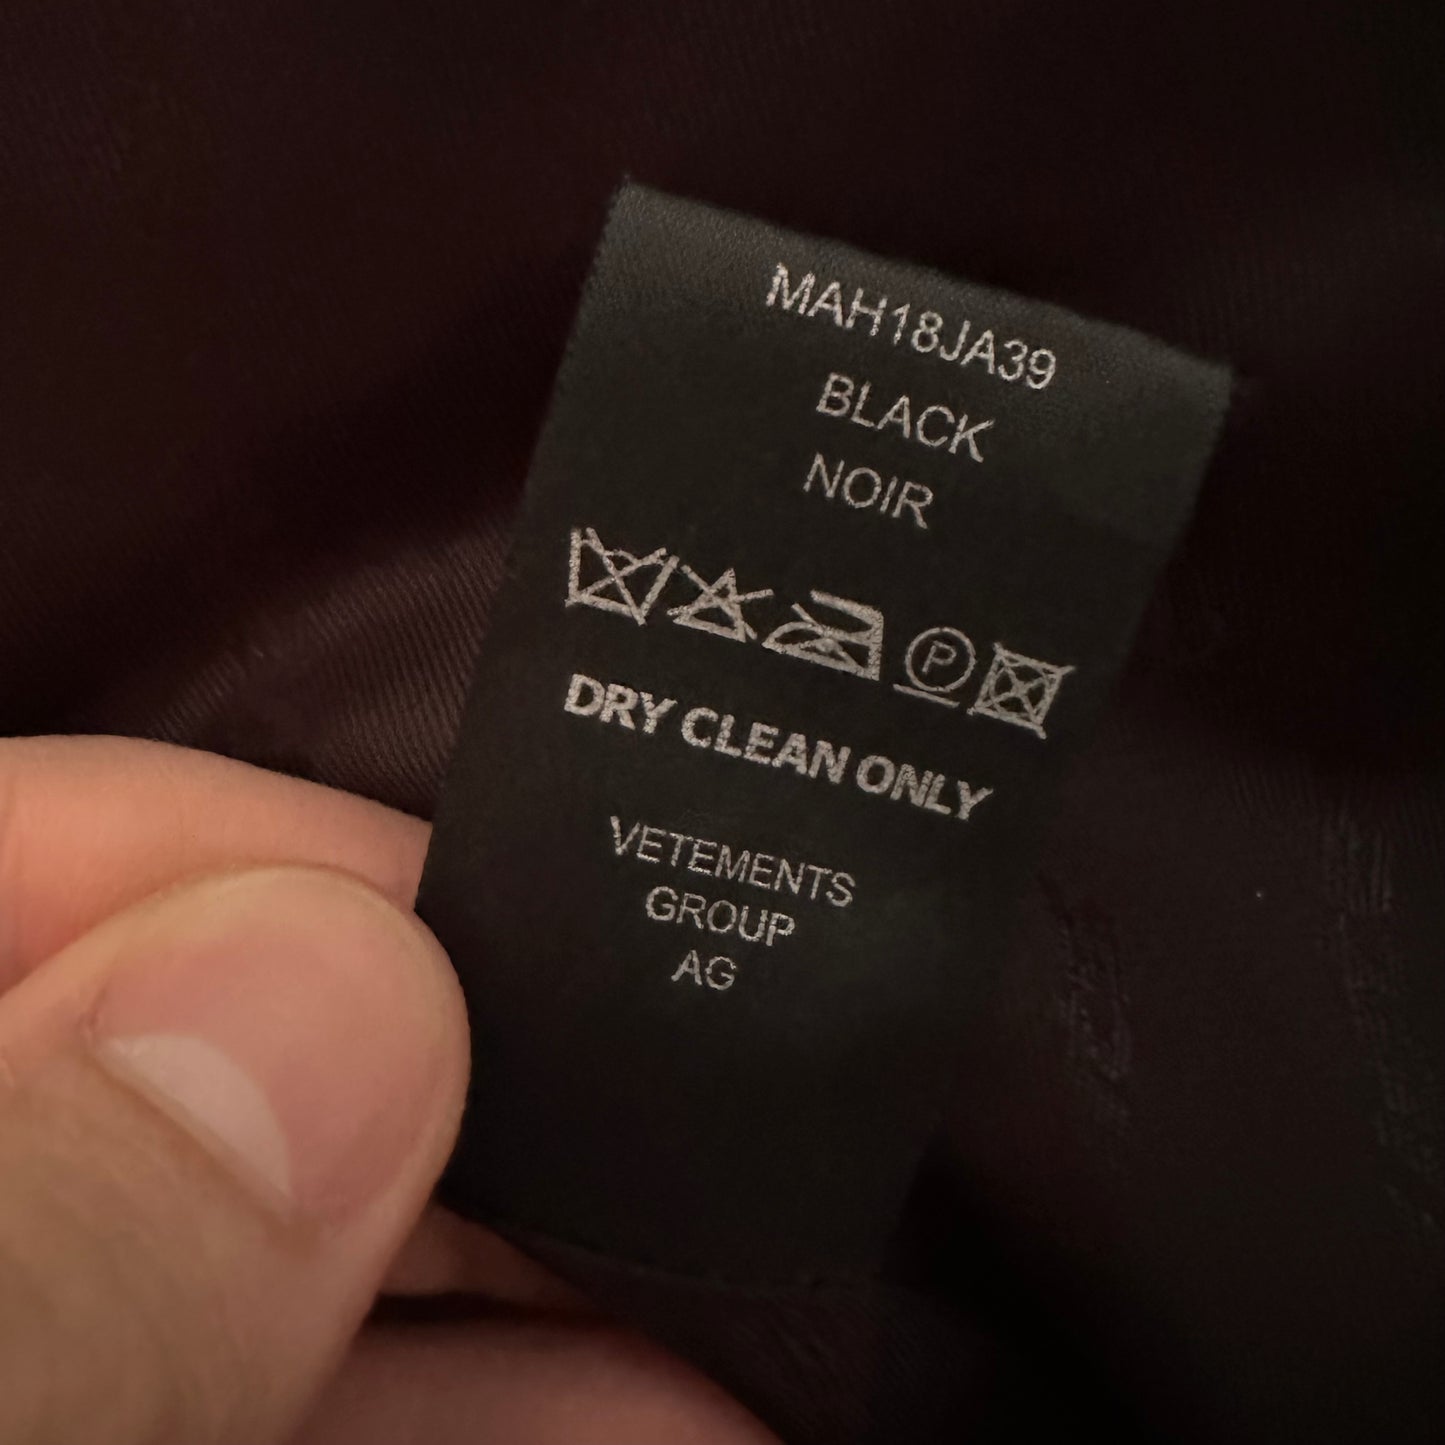 MAH18JA39
BLACK
NOIR
P
DRY CLEAN ONLY
VETEMENTS
GROUP
AG